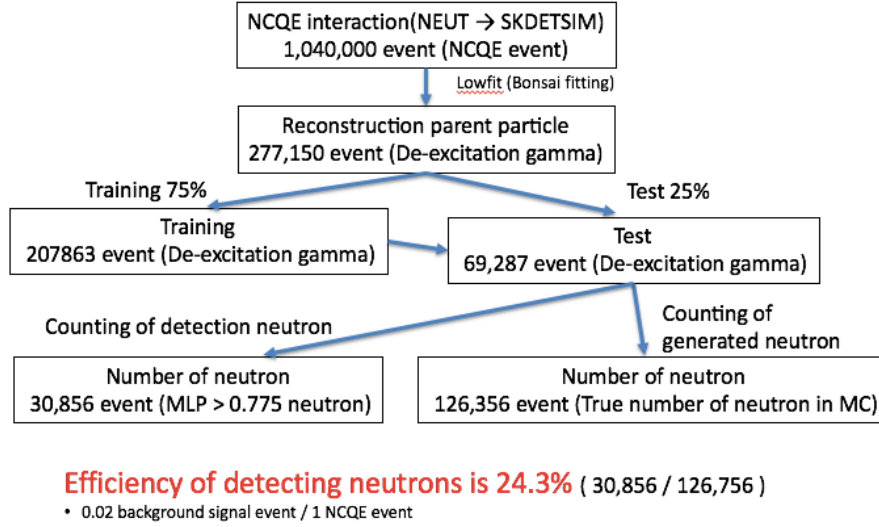 NCQE interaction(NEUT → SKDETSIM)
1,040,000 event (NCQE event)
Lowfit (Bonsai fitting)
Reconstruction parent particle
277,150 event (De-excitation gamma)
Training 75%
Test 25%
Training
207863 event (De-excitation gamma)
Test
69,287 event (De-excitation gamma)
Counting of detection neutron
Counting of
generated neutron
Number of neutron
30,856 event (MLP > 0.775 neutron)
Number of neutron
126,356 event (True number of neutron in MC)
Efficiency of detecting neutrons is 24.3% ( 30,856 / 126,756 )
• 0.02 background signal event / 1 NCQE event